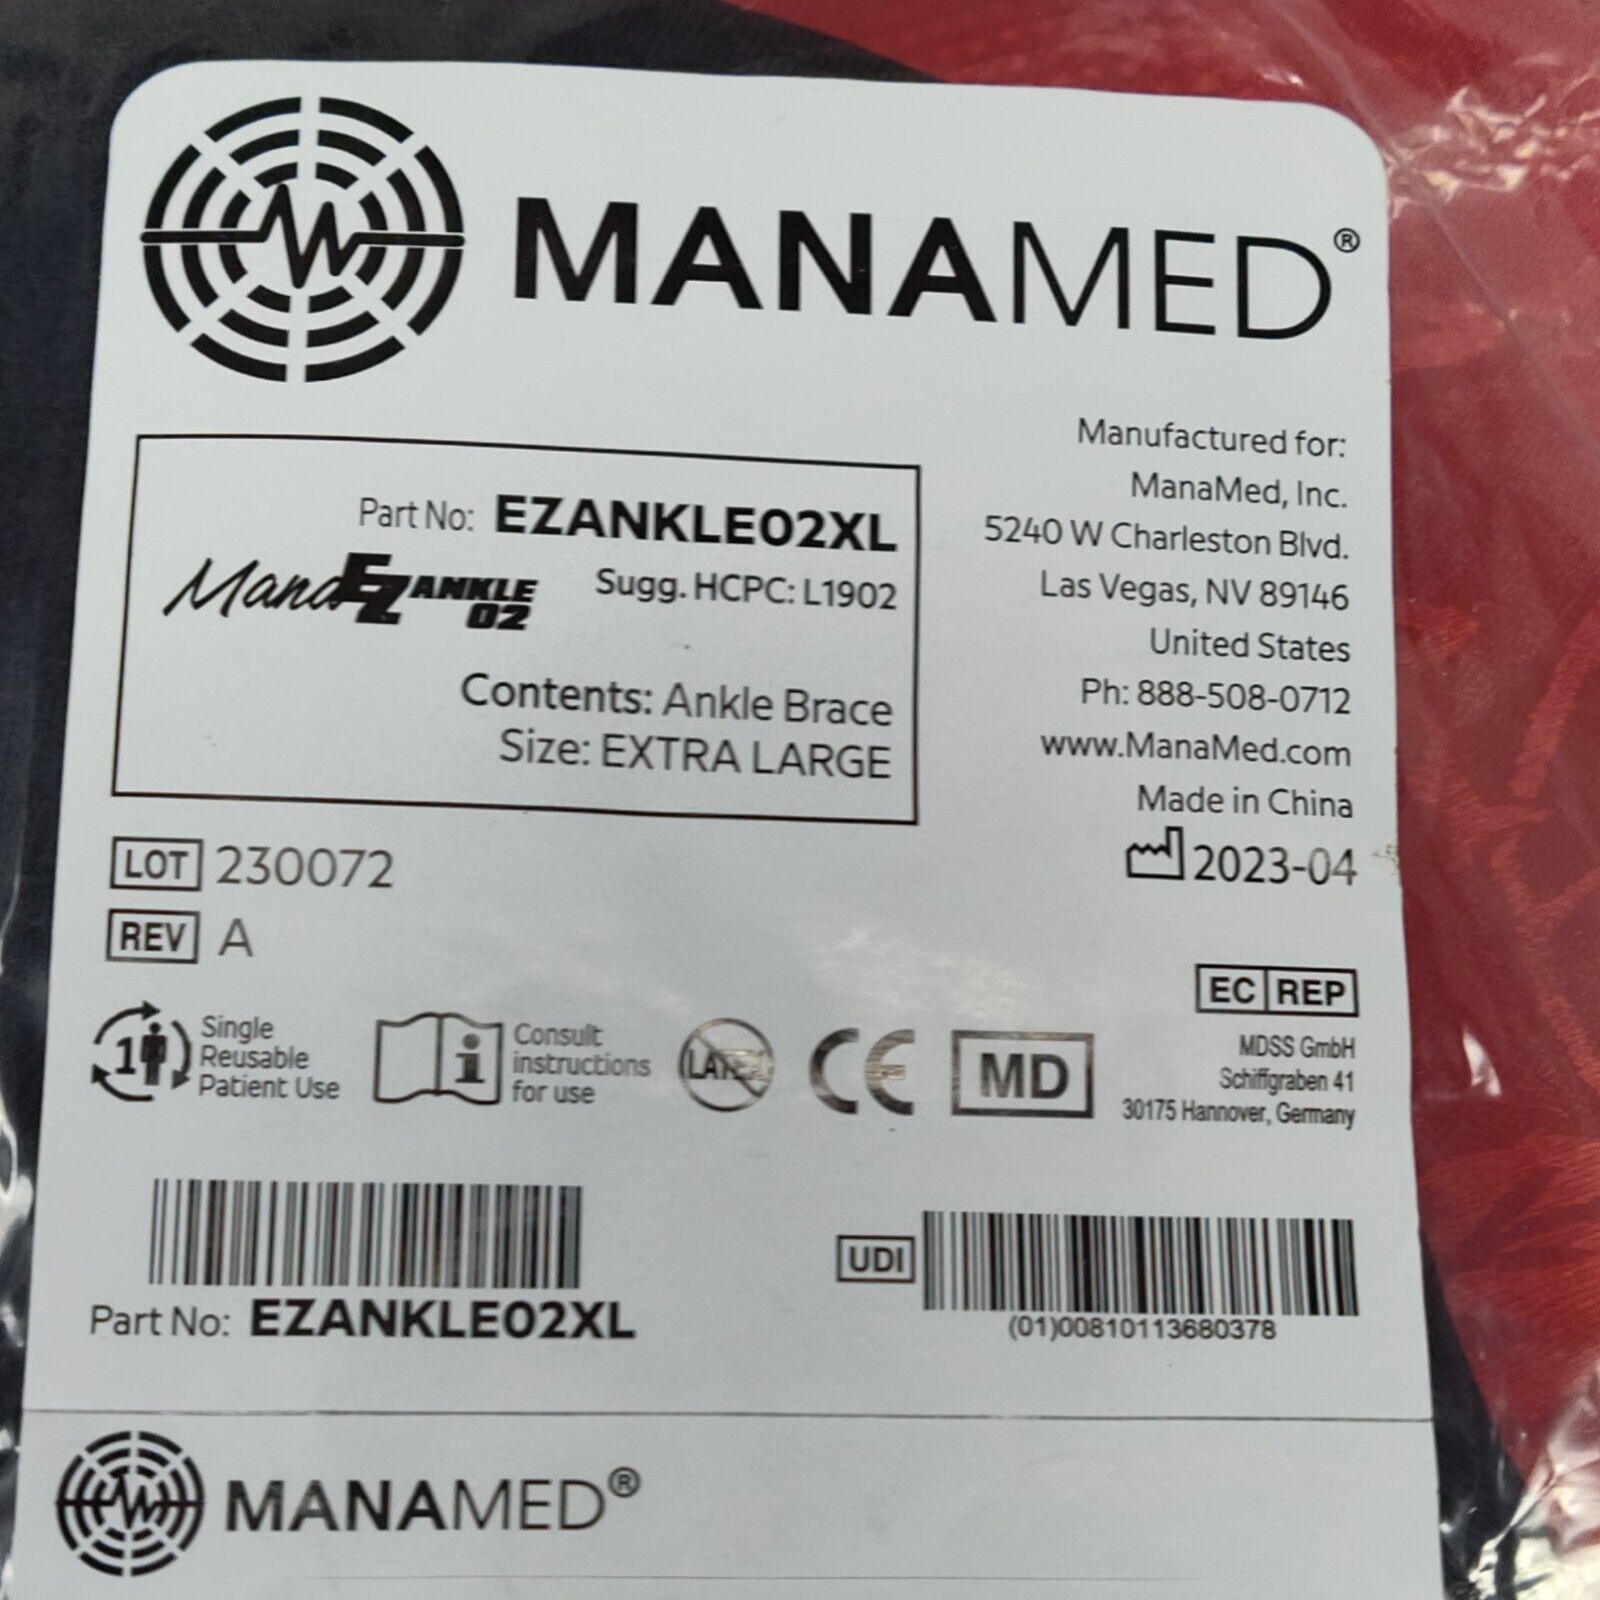 MANAMED®
Part No: EZANKLE02XL
ManaEZ ANKLE 02
Sugg. HCPC: L1902
Contents: Ankle Brace
Size: EXTRA LARGE
Manufactured for:
ManaMed, Inc.
5240 W Charleston Blvd.
Las Vegas, NV 89146
United States
Ph: 888-508-0712
www.ManaMed.com
Made in China
2023-04
LOT 230072
REV A
EC REP
MDSS GmbH
Schiffgraben 41
30175 Hannover, Germany
1
Single
Reusable
Patient Use
i
Consult
instructions
for use
LATEX
CE
MD
Part No: EZANKLE02XL
UDI
(01)00810113680378
MANAMED®